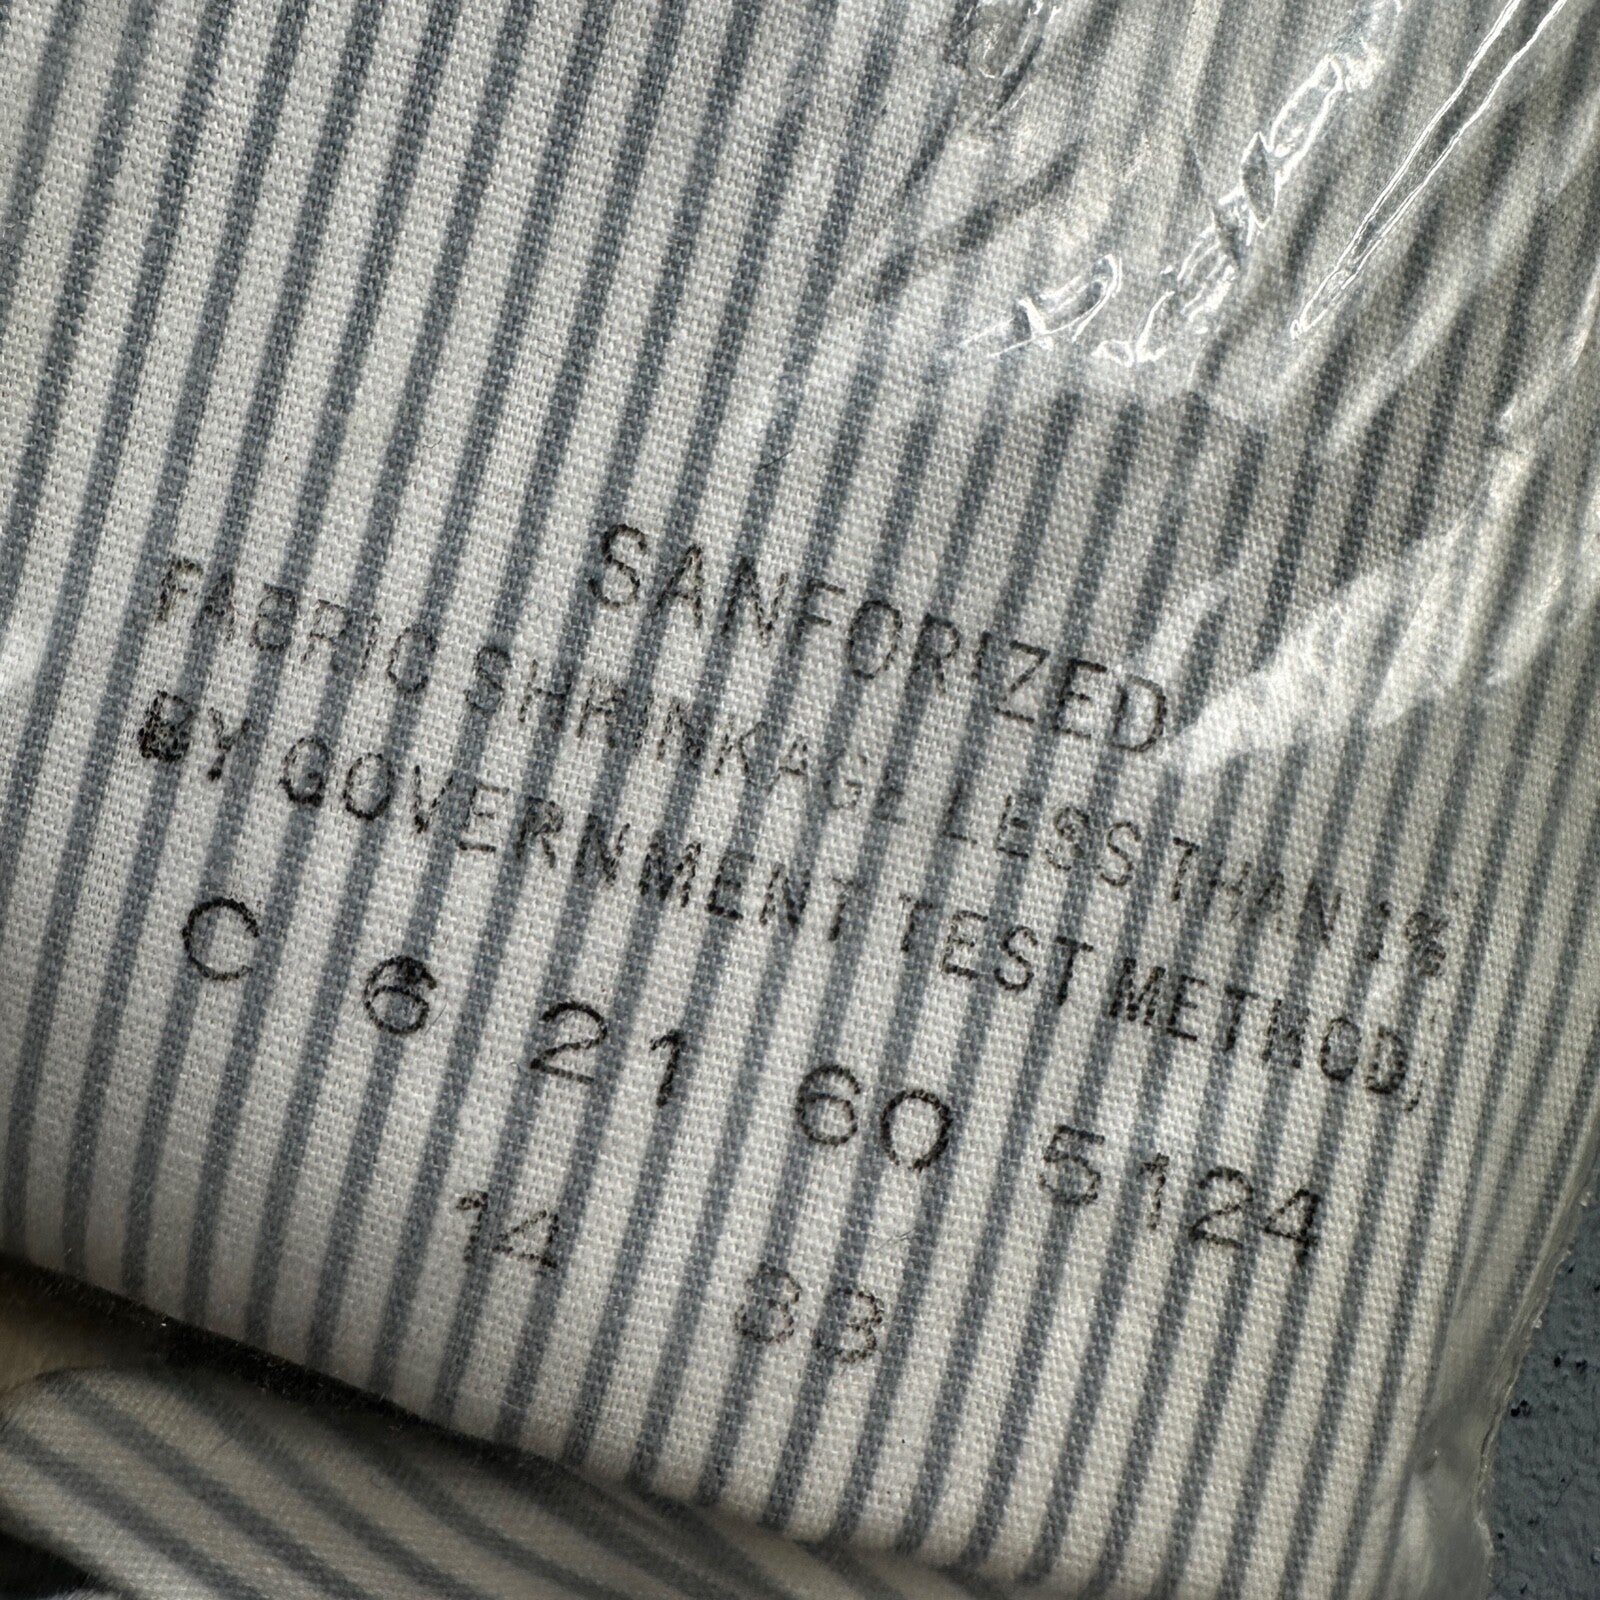 SANFORIZED
FABRIC SHRINKAGE LESS THAN 1%
BY GOVERNMENT TEST METHOD,
C 6 21 60 5124
14 33